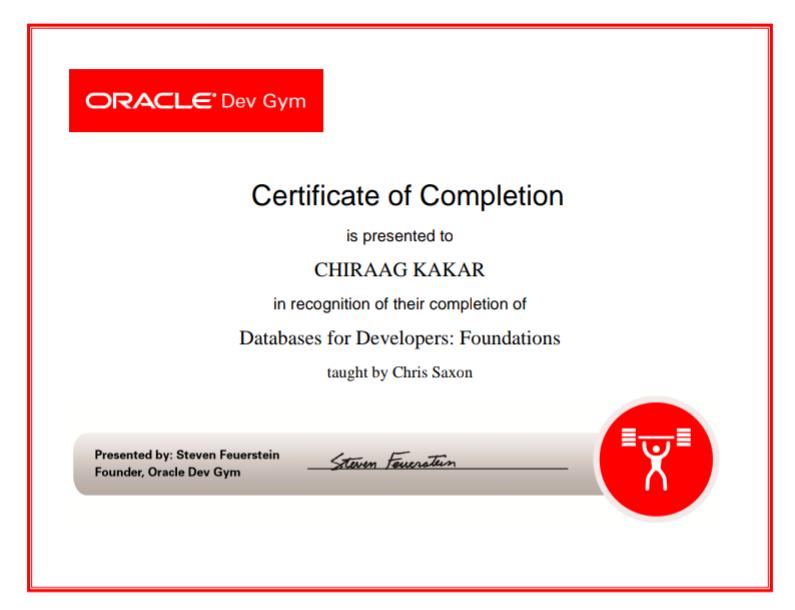 ORACLE® Dev Gym
Certificate of Completion
is presented to
CHIRAAG KAKAR
in recognition of their completion of
Databases for Developers: Foundations
taught by Chris Saxon
Presented by: Steven Feuerstein
Founder, Oracle Dev Gym
Steven Feuerstein